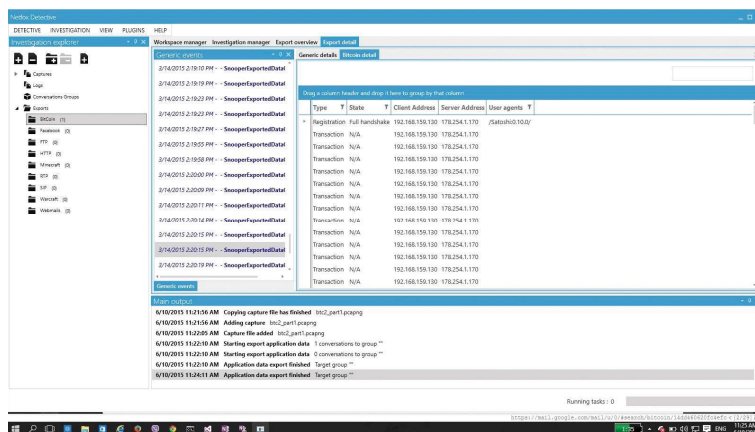 Netfox Detective
DETECTIVE INVESTIGATION VIEW PLUGINS HELP
Investigation explorer
Captures
Logs
Conversations Groups
Exports
BitCoin (1)
Facebook (0)
FTP (0)
HTTP (0)
Minecraft (0)
RTP (0)
SIP (0)
Warcraft (0)
Webmails (0)
Workspace manager Investigation manager Export overview Export detail
Generic events
3/14/2015 2:19:10 PM - - SnooperExportedDataI
3/14/2015 2:19:19 PM - - SnooperExportedDataI
3/14/2015 2:19:23 PM - - SnooperExportedDataI
3/14/2015 2:19:23 PM - - SnooperExportedDataI
3/14/2015 2:19:27 PM - - SnooperExportedDataI
3/14/2015 2:19:55 PM - - SnooperExportedDataI
3/14/2015 2:19:58 PM - - SnooperExportedDataI
3/14/2015 2:20:00 PM - - SnooperExportedDataI
3/14/2015 2:20:09 PM - - SnooperExportedDataI
3/14/2015 2:20:11 PM - - SnooperExportedDataI
3/14/2015 2:20:14 PM - - SnooperExportedDataI
3/14/2015 2:20:15 PM - - SnooperExportedDataI
3/14/2015 2:20:15 PM - - SnooperExportedDataI
3/14/2015 2:20:19 PM - - SnooperExportedDataI
Generic events
Generic details Bitcoin detail
Drag a column header and drop it here to group by that column
Type State Client Address Server Address User agents
Registration Full handshake 192.168.159.130 178.254.1.170 /Satoshi:0.10.0/
Transaction N/A 192.168.159.130 178.254.1.170
Transaction N/A 192.168.159.130 178.254.1.170
Transaction N/A 192.168.159.130 178.254.1.170
Transaction N/A 192.168.159.130 178.254.1.170
Transaction N/A 192.168.159.130 178.254.1.170
Transaction N/A 192.168.159.130 178.254.1.170
Transaction N/A 192.168.159.130 178.254.1.170
Transaction N/A 192.168.159.130 178.254.1.170
Transaction N/A 192.168.159.130 178.254.1.170
Transaction N/A 192.168.159.130 178.254.1.170
Transaction N/A 192.168.159.130 178.254.1.170
Transaction N/A 192.168.159.130 178.254.1.170
Main output
6/10/2015 11:21:56 AM Copying capture file has finished btc2_part1.pcapng
6/10/2015 11:21:56 AM Adding capture btc2_part1.pcapng
6/10/2015 11:22:05 AM Capture file added btc2_part1.pcapng
6/10/2015 11:22:10 AM Starting export application data 1 conversations to group ""
6/10/2015 11:22:10 AM Starting export application data 0 conversations to group ""
6/10/2015 11:22:10 AM Application data export finished Target group ""
6/10/2015 11:24:11 AM Application data export finished Target group ""
Running tasks : 0
1:35
ENG
11:25 AM